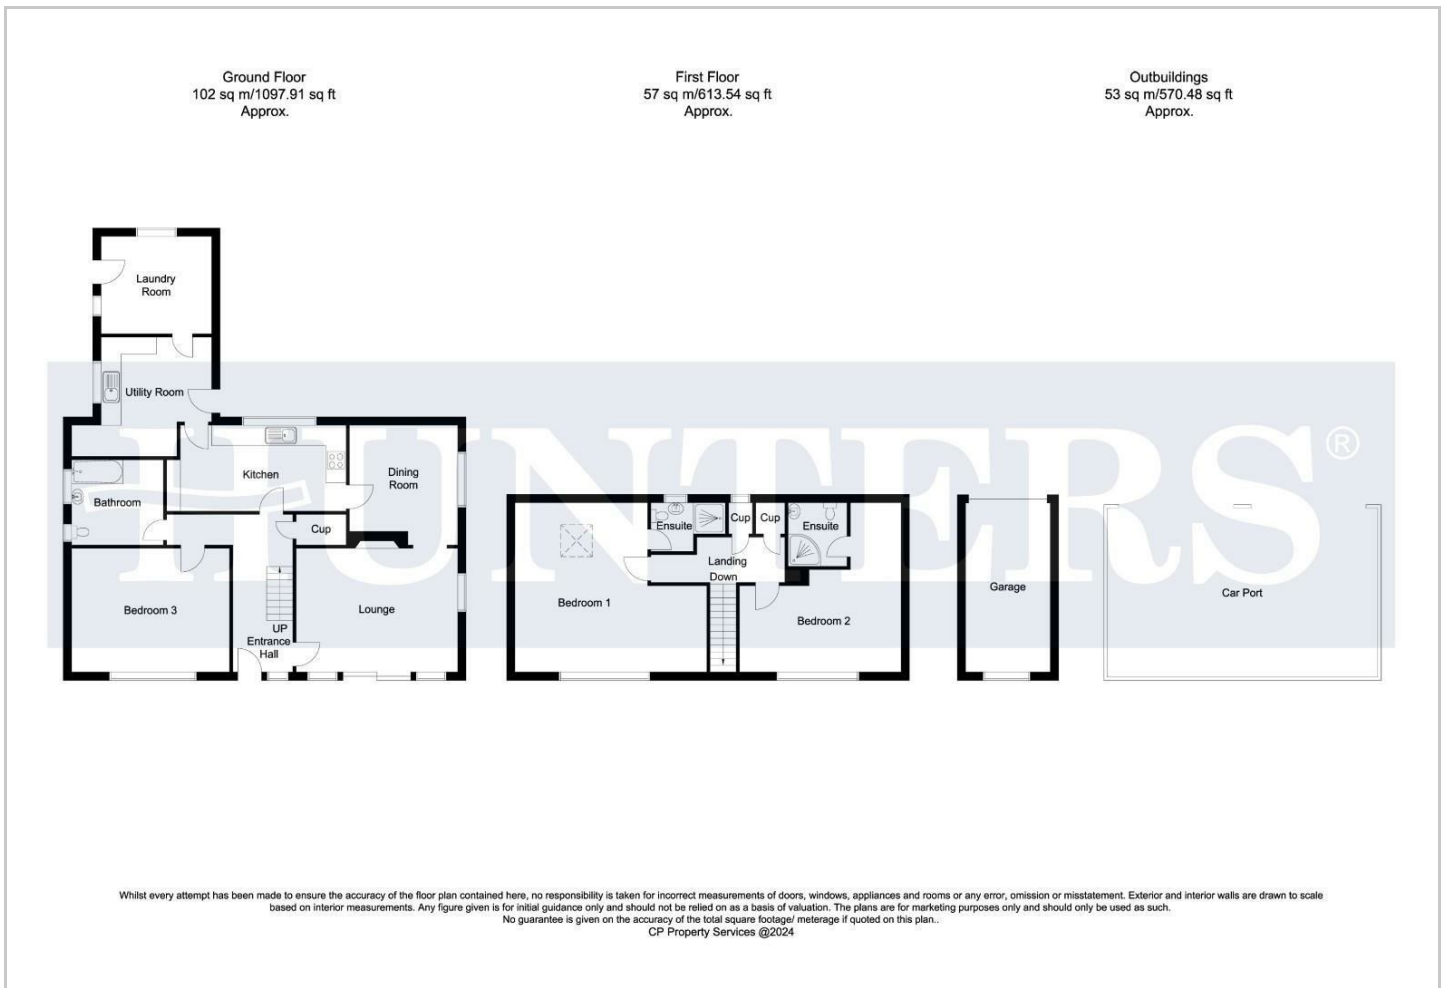 Ground Floor
102 sq m/1097.91 sq ft
Approx.
First Floor
57 sq m/613.54 sq ft
Approx.
Outbuildings
53 sq m/570.48 sq ft
Approx.
Laundry
Room
Utility Room
Kitchen
Dining
Room
Bathroom
Cup
Bedroom 3
UP
Entrance
Hall
Lounge
Ensuite
Cup
Cup
Ensuite
Landing
Down
Bedroom 1
Bedroom 2
Garage
Car Port
HUNTERS®
Whilst every attempt has been made to ensure the accuracy of the floor plan contained here, no responsibility is taken for incorrect measurements of doors, windows, appliances and rooms or any error, omission or misstatement. Exterior and interior walls are drawn to scale
based on interior measurements. Any figure given is for initial guidance only and should not be relied on as a basis of valuation. The plans are for marketing purposes only and should only be used as such.
No guarantee is given on the accuracy of the total square footage/ meterage if quoted on this plan..
CP Property Services @2024